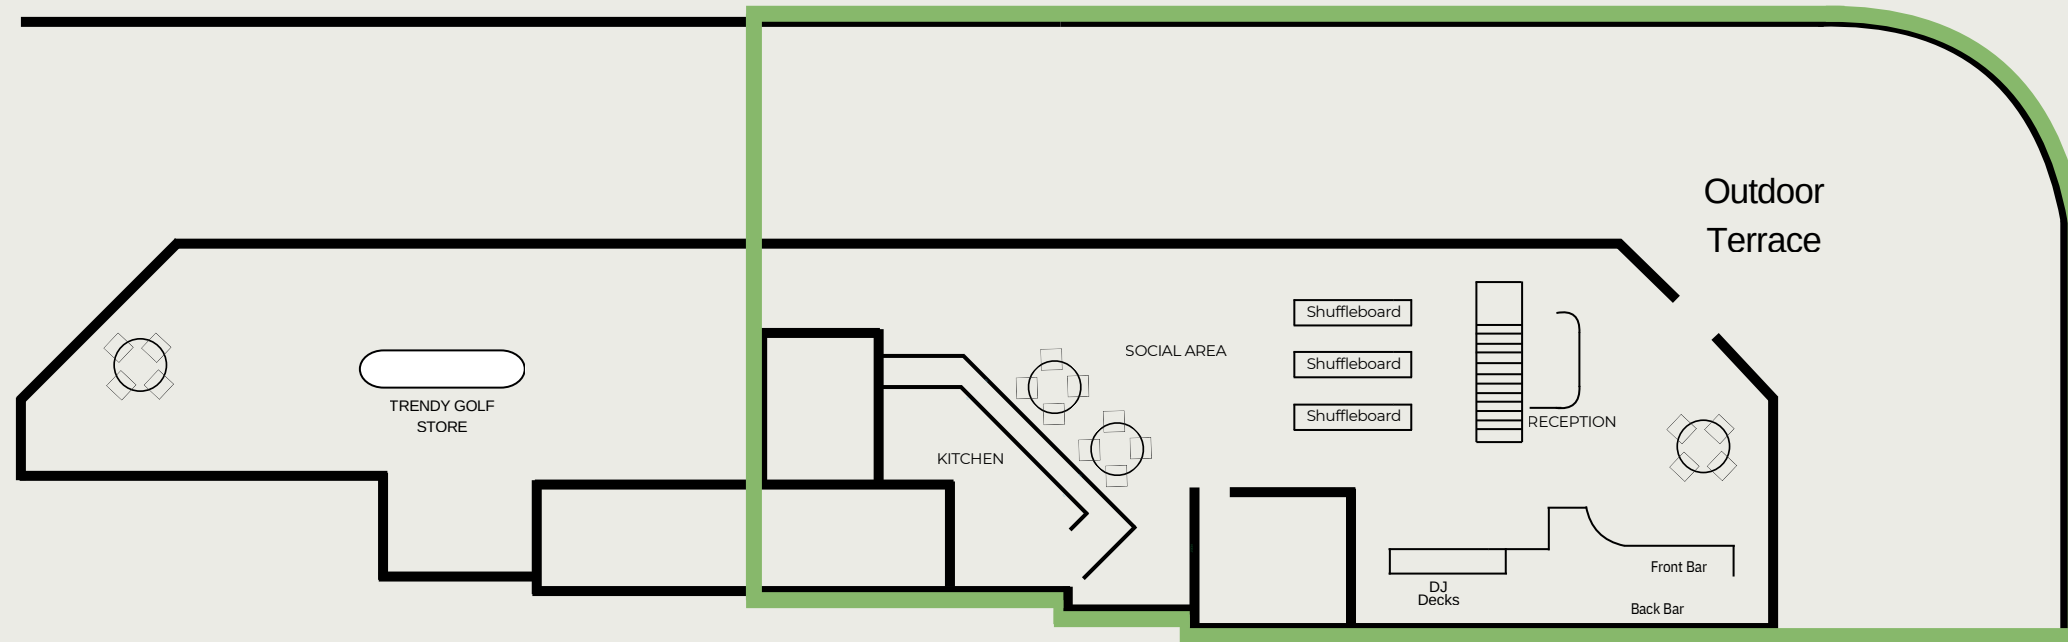 Outdoor
Terrace
Shuffleboard
SOCIAL AREA
Shuffleboard
TRENDY GOLF
STORE
Shuffleboard
RECEPTION
KITCHEN
Front Bar
DJ
Decks
Back Bar